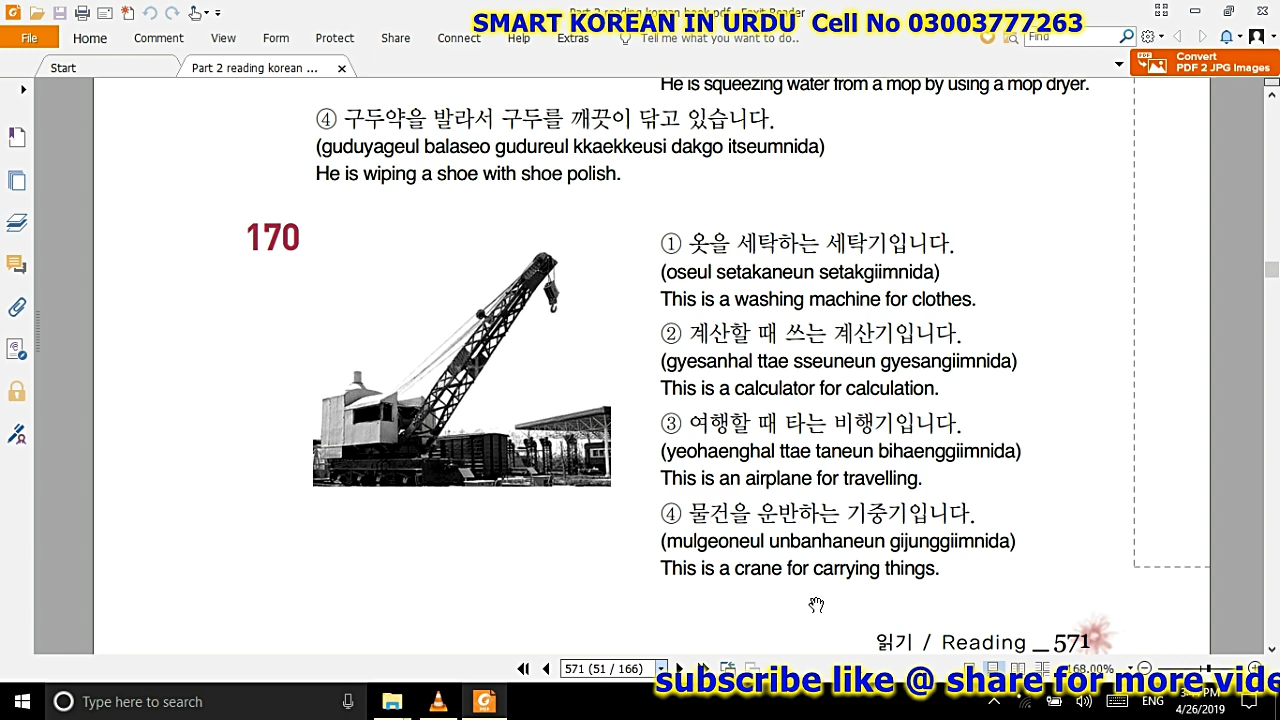 SMART KOREAN IN URDU Cell No 03003777263
File Home Comment View Form Protect Share Connect Help Extras Tell me what you want to do.. Find
Convert
PDF 2 JPG Images
Start Part 2 reading korean ...
He is squeezing water from a mop by using a mop dryer.
④ 구두약을 발라서 구두를 깨끗이 닦고 있습니다.
(guduyageul balaseo gudureul kkaekkeusi dakgo itseumnida)
He is wiping a shoe with shoe polish.
170
① 옷을 세탁하는 세탁기입니다.
(oseul setakaneun setakgiimnida)
This is a washing machine for clothes.
② 계산할 때 쓰는 계산기입니다.
(gyesanhal ttae sseuneun gyesangiimnida)
This is a calculator for calculation.
③ 여행할 때 타는 비행기입니다.
(yeohaenghal ttae taneun bihaenggiimnida)
This is an airplane for travelling.
④ 물건을 운반하는 기중기입니다.
(mulgeoneul unbanhaneun gijunggiimnida)
This is a crane for carrying things.
읽기 / Reading _ 571
571 (51 / 166) 168.00%
subscribe like @ share for more vide
Type here to search ENG PM
4/26/2019